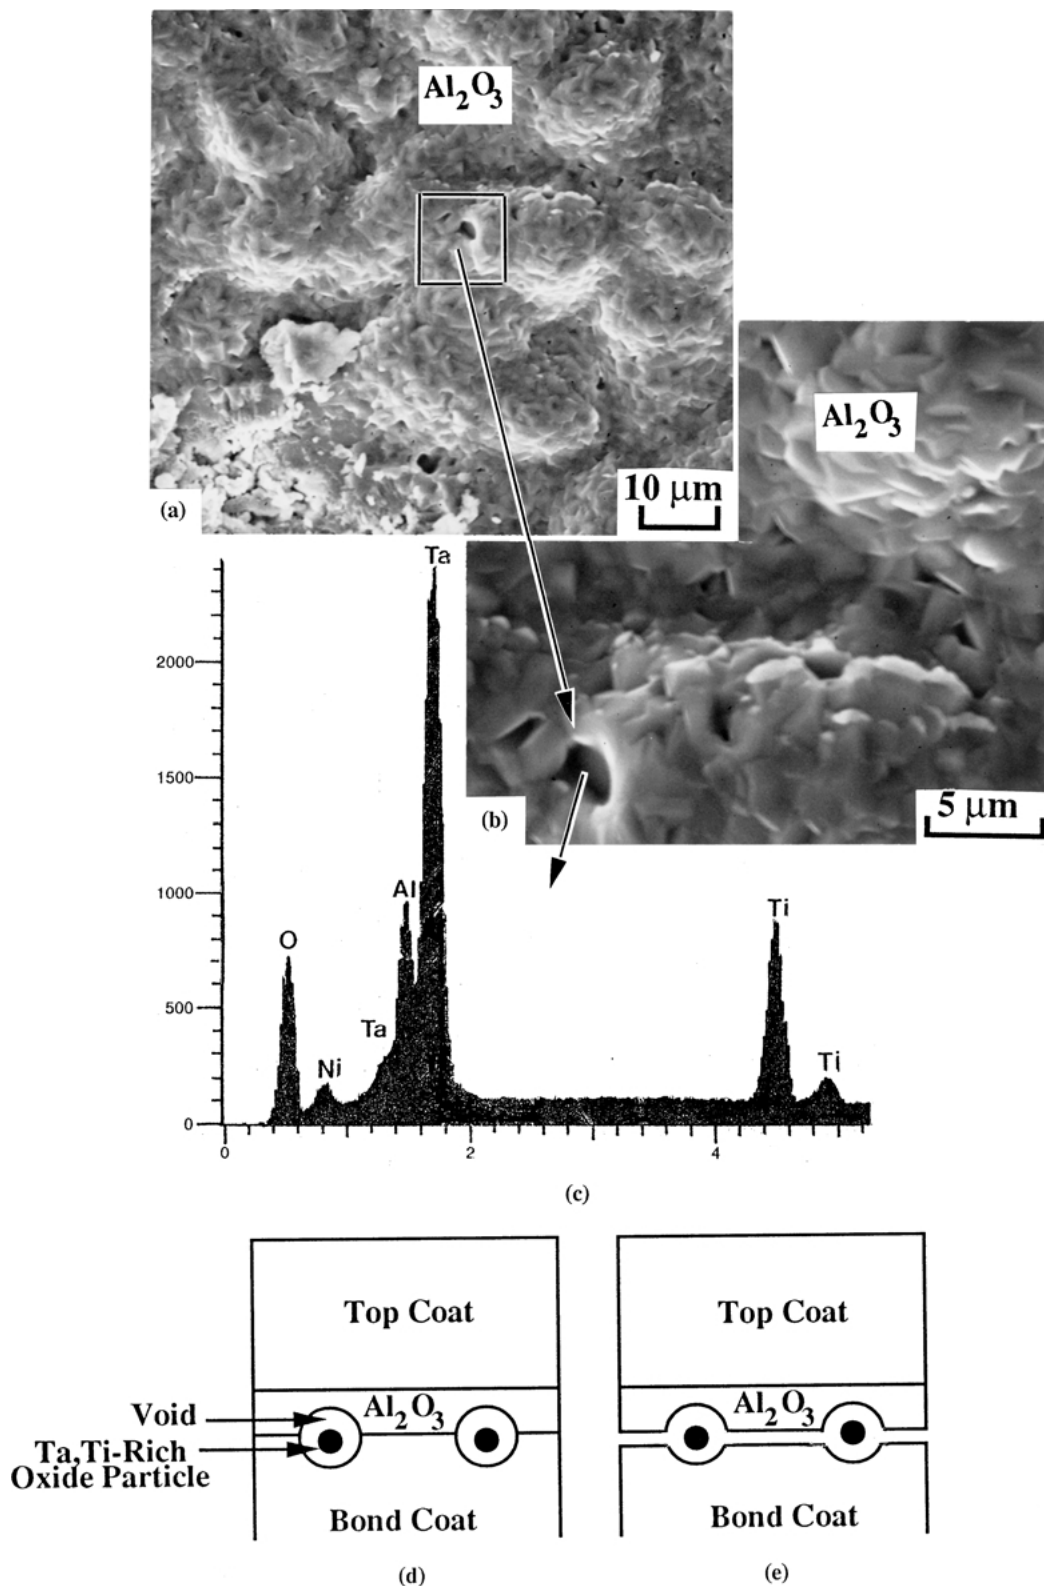 Al2O3
10 μm
(a)
Al2O3
5 μm
(b)
Ta
2000
1500
1000
500
0
O
Ni
Ta
Al
Ti
Ti
0
2
4
(c)
Top Coat
Al2O3
Void
Ta,Ti-Rich
Oxide Particle
Bond Coat
(d)
Top Coat
Al2O3
Bond Coat
(e)